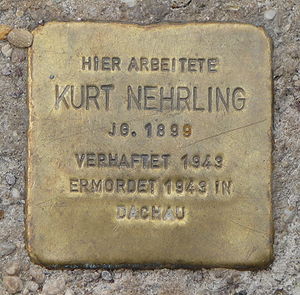 HIER ARBEITETE
KURT NEHRLING
JG. 1899
VERHAFTET 1943
ERMORDET 1943 IN
DACHAU